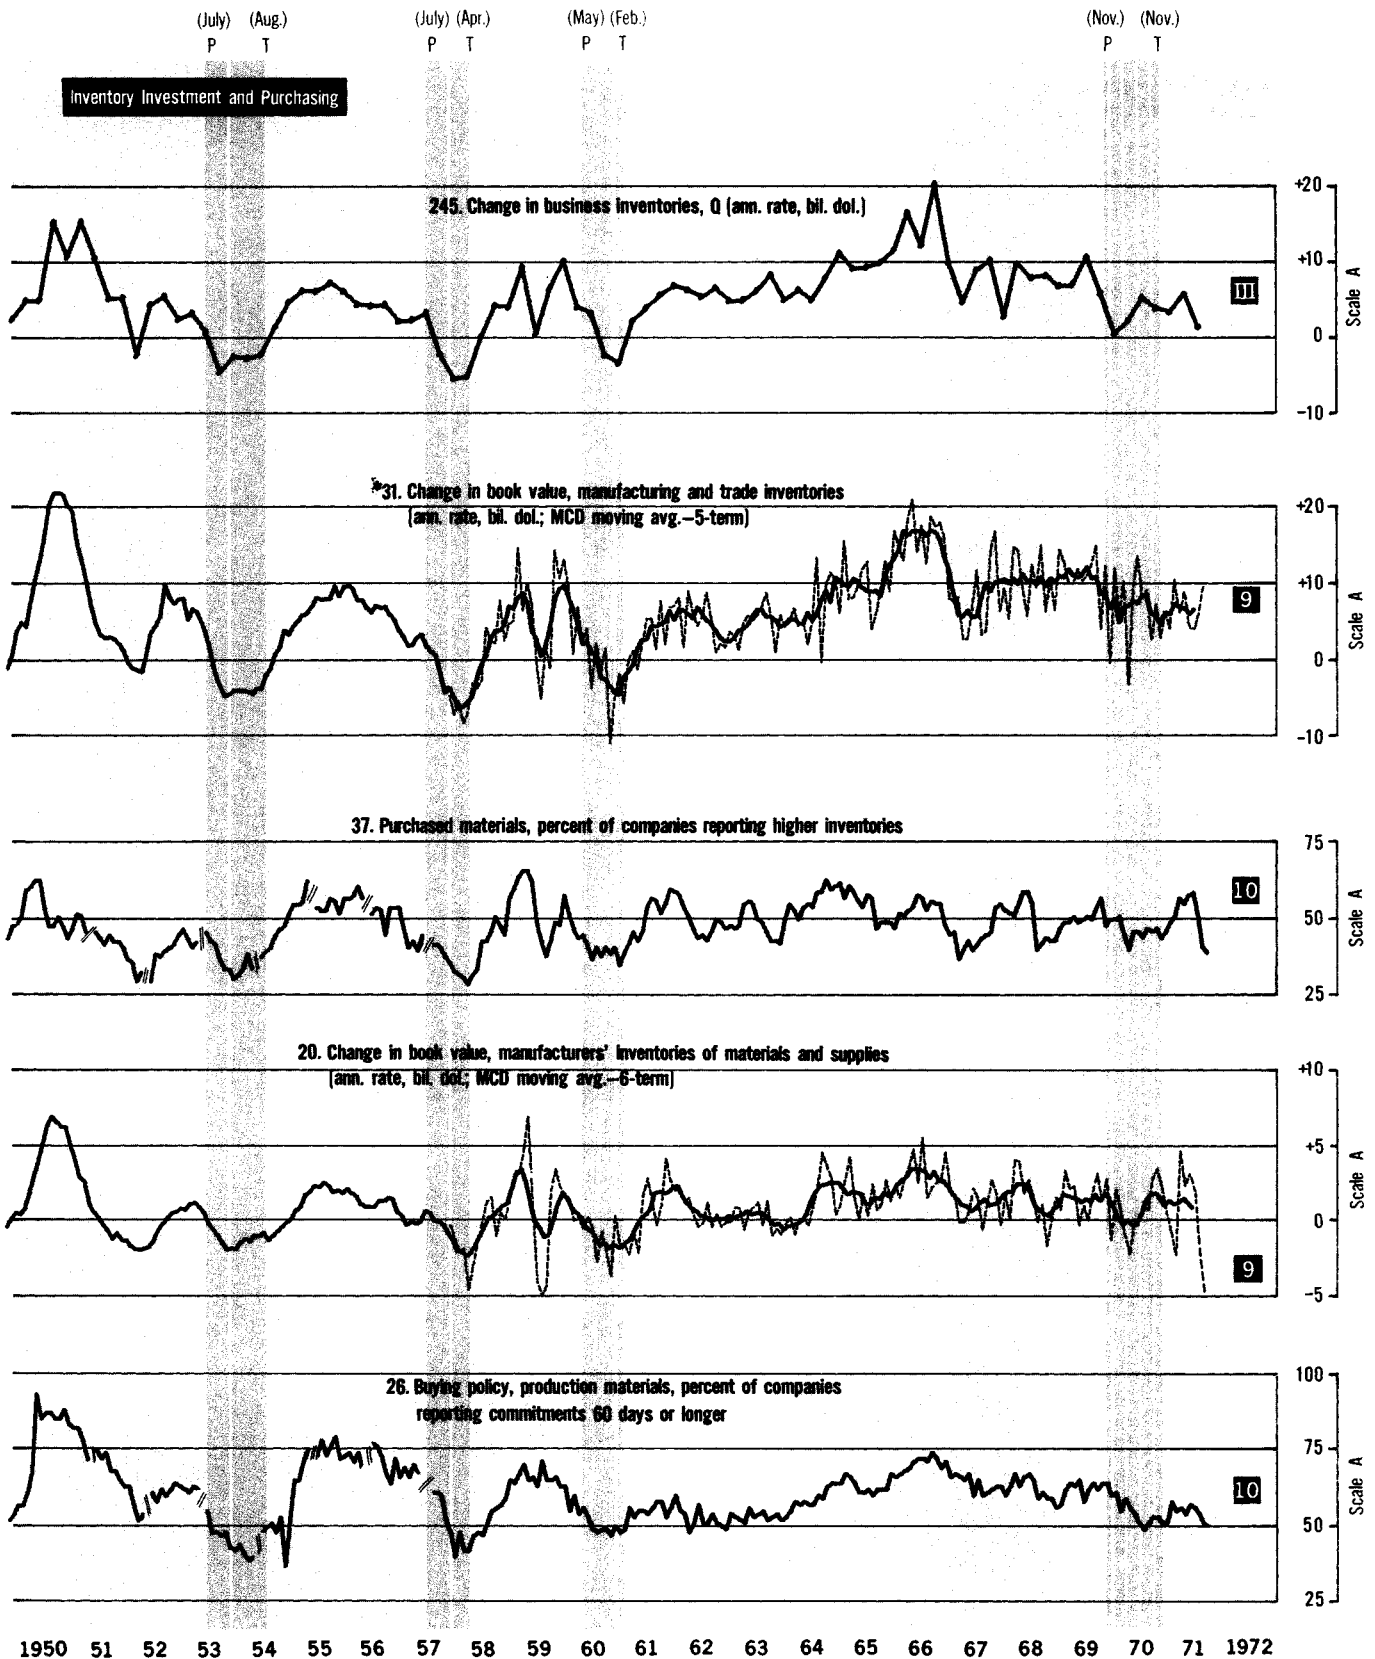 (July) (Aug.) (July) (Apr.) (May) (Feb.) (Nov.) (Nov.)
P T P T P T P T
Inventory Investment and Purchasing
245. Change in business inventories, Q (ann. rate, bil. dol.)
+20
+10
0
-10
Scale A
III
*31. Change in book value, manufacturing and trade inventories
(ann. rate, bil. dol.; MCD moving avg.—5-term)
+20
+10
0
-10
Scale A
9
37. Purchased materials, percent of companies reporting higher inventories
75
50
25
Scale A
10
20. Change in book value, manufacturers' inventories of materials and supplies
(ann. rate, bil. dol.; MCD moving avg.—6-term)
+10
+5
0
-5
Scale A
9
26. Buying policy, production materials, percent of companies
reporting commitments 60 days or longer
100
75
50
25
Scale A
10
1950 51 52 53 54 55 56 57 58 59 60 61 62 63 64 65 66 67 68 69 70 71 1972